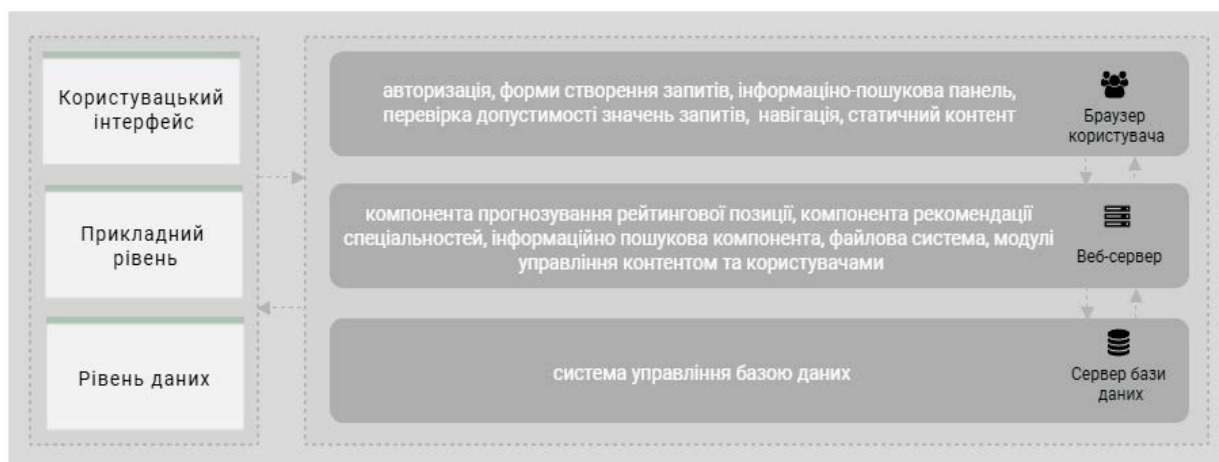 Користувацький
інтерфейс
авторизація, форми створення запитів, інформаціно-пошукова панель,
перевірка допустимості значень запитів, навігація, статичний контент
Браузер
користувача
Прикладний
рівень
компонента прогнозування рейтингової позиції, компонента рекомендації
спеціальностей, інформаційно пошукова компонента, файлова система, модулі
управління контентом та користувачами
Веб-сервер
Рівень даних
система управління базою даних
Сервер бази
даних